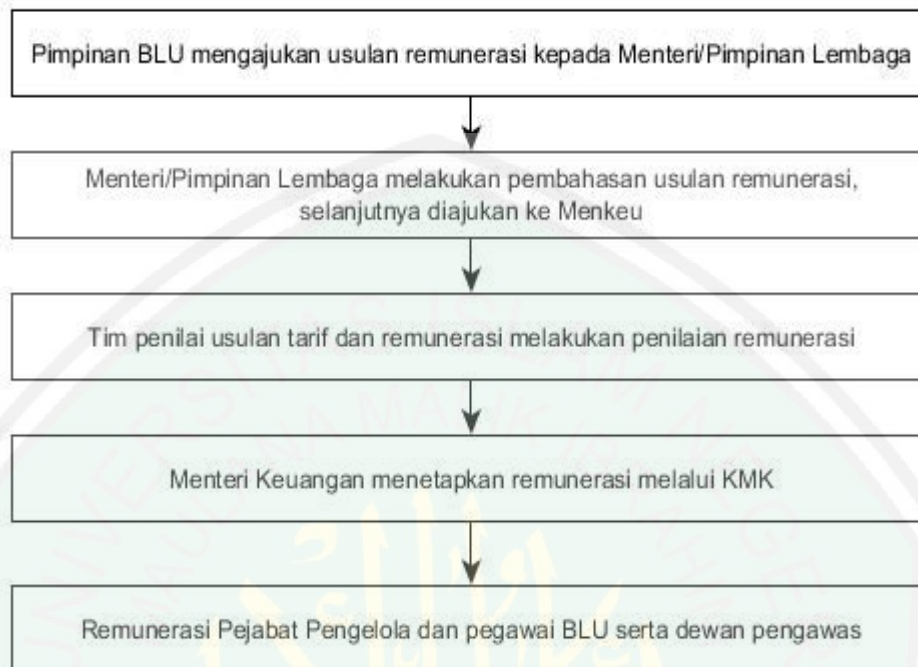 Pimpinan BLU mengajukan usulan remunerasi kepada Menteri/Pimpinan Lembaga
Menteri/Pimpinan Lembaga melakukan pembahasan usulan remunerasi,
selanjutnya diajukan ke Menkeu
Tim penilai usulan tarif dan remunerasi melakukan penilaian remunerasi
Menteri Keuangan menetapkan remunerasi melalui KMK
Remunerasi Pejabat Pengelola dan pegawai BLU serta dewan pengawas